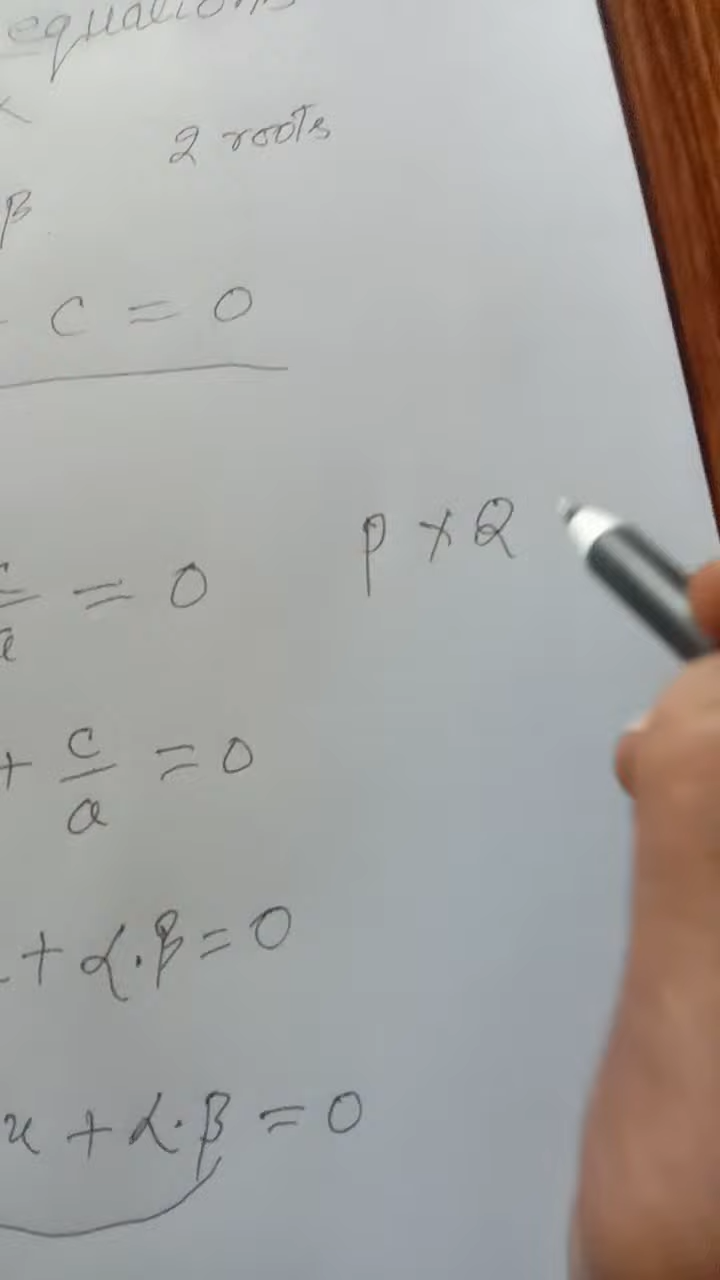 equations
2 roots
β
- c = 0
c/a = 0
P × Q
+ c/a = 0
+ α.β = 0
x + α.β = 0